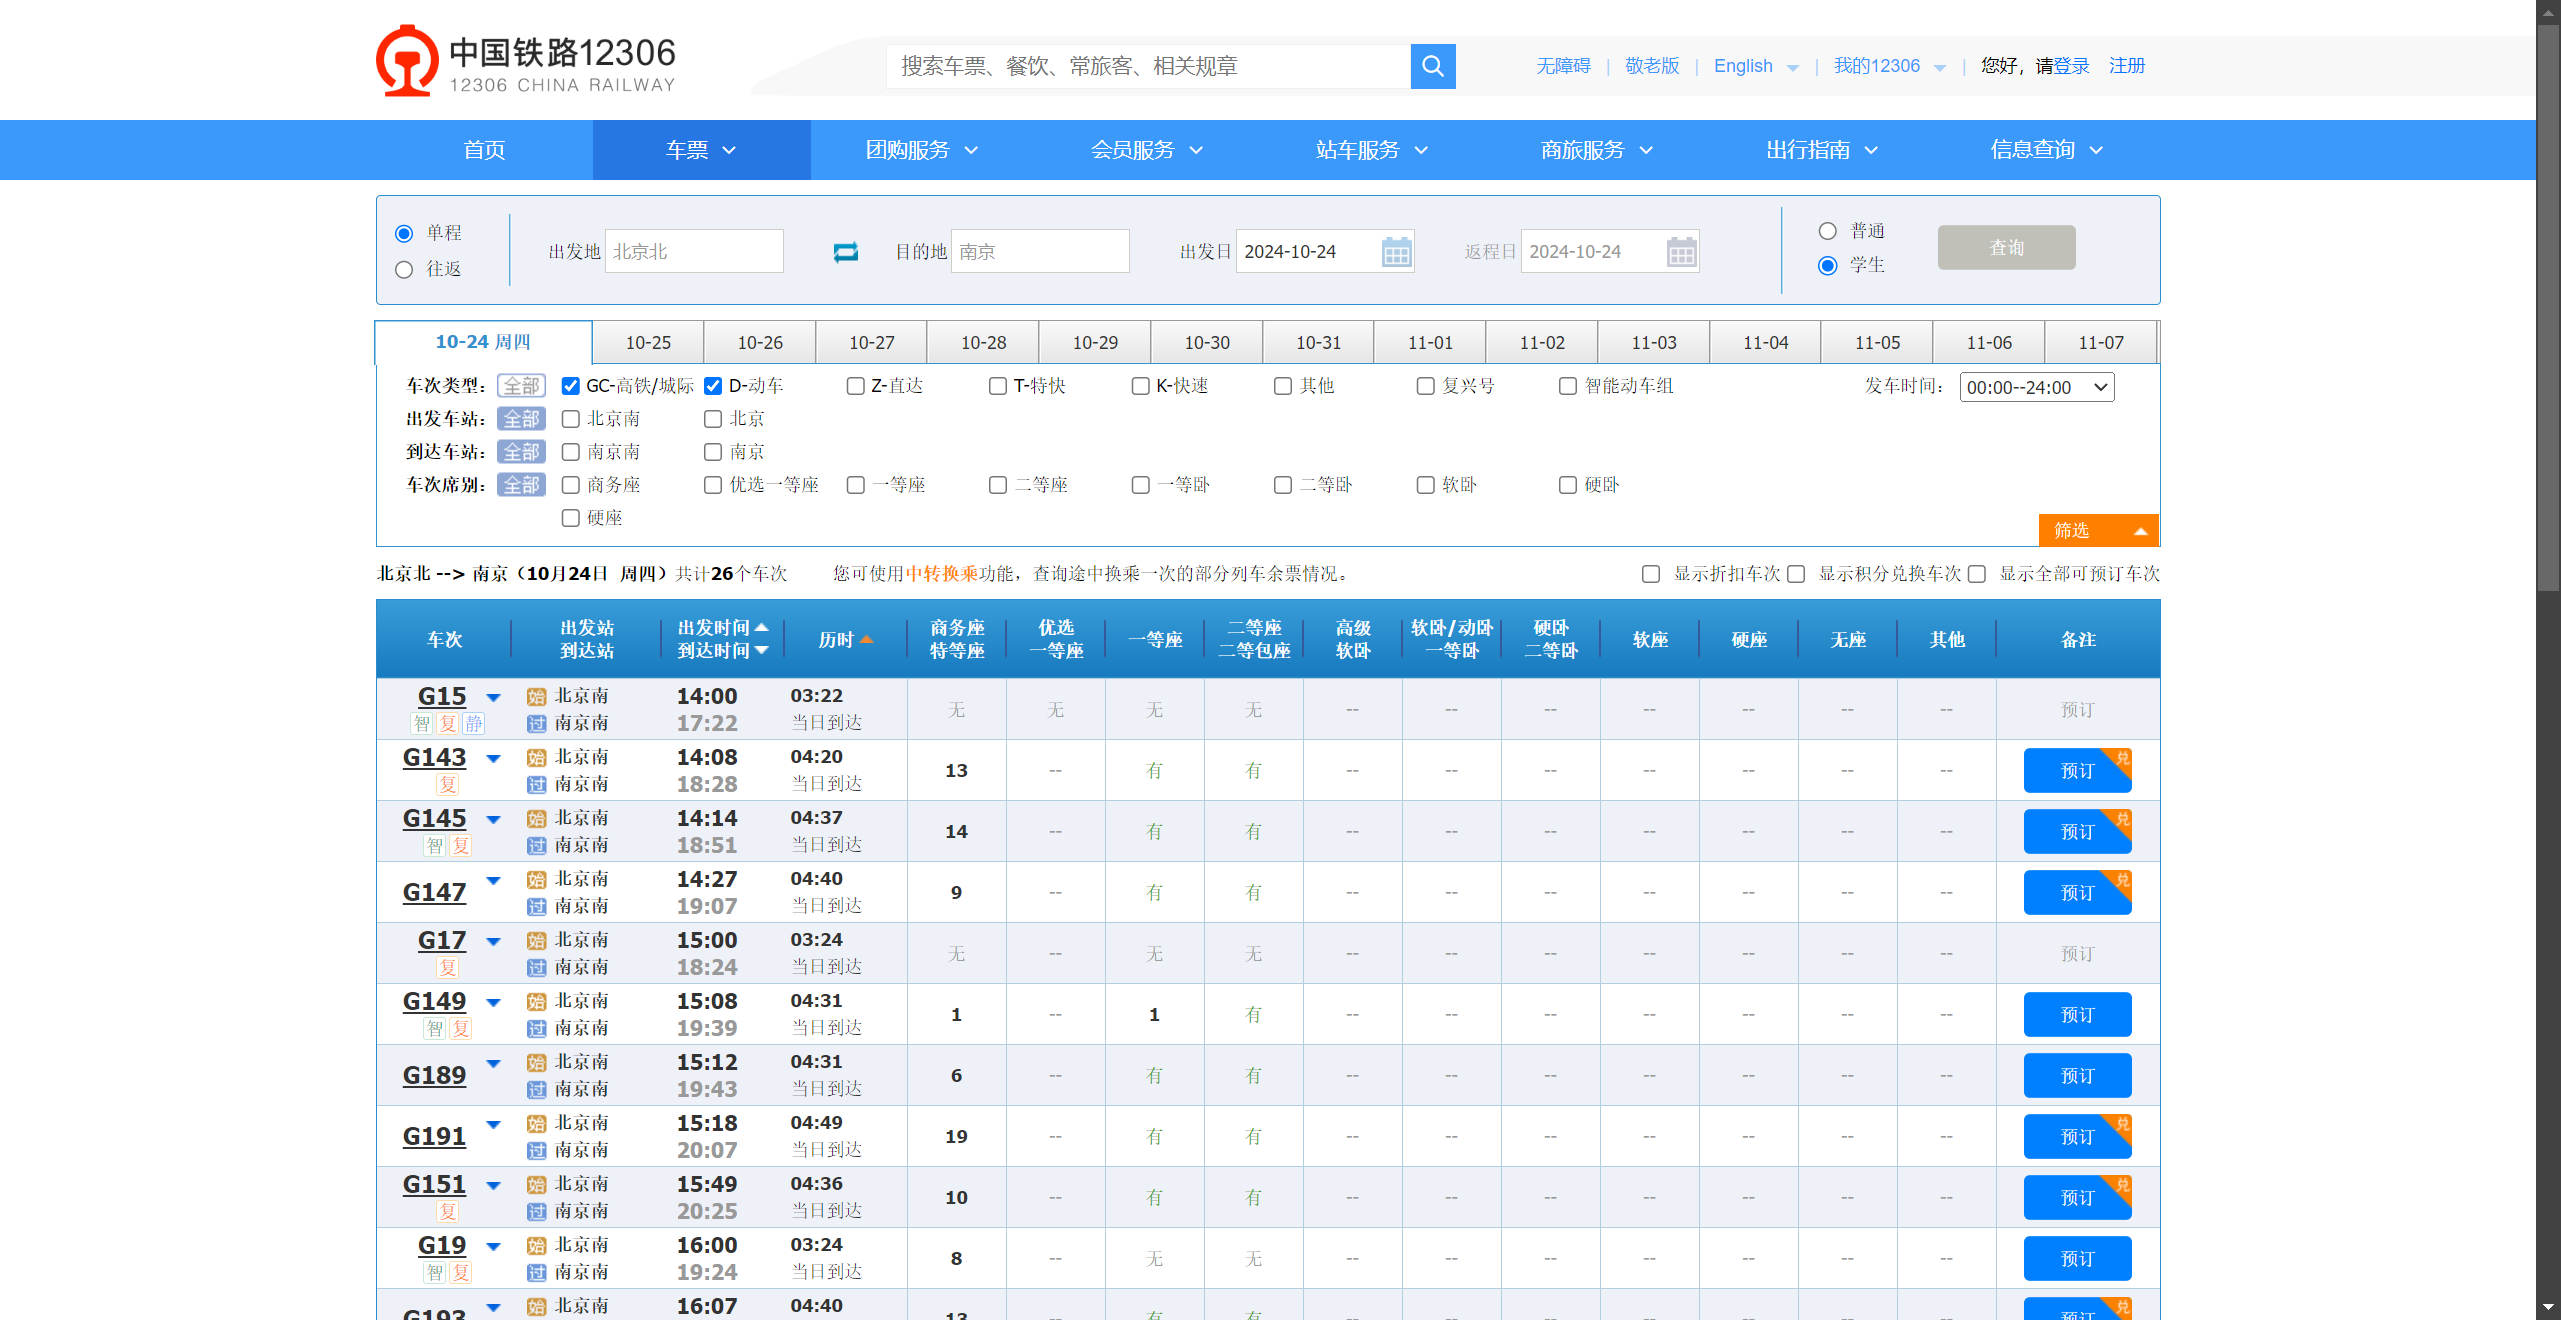 中国铁路12306
12306 CHINA RAILWAY
搜索车票、餐饮、常旅客、相关规章
无障碍 | 敬老版 | English | 我的12306 | 您好，请登录 注册
首页 车票 团购服务 会员服务 站车服务 商旅服务 出行指南 信息查询
单程
往返
出发地 北京北 目的地 南京 出发日 2024-10-24 返程日 2024-10-24
普通
学生
查询
10-24 周四 10-25 10-26 10-27 10-28 10-29 10-30 10-31 11-01 11-02 11-03 11-04 11-05 11-06 11-07
车次类型： 全部 GC-高铁/城际 D-动车 Z-直达 T-特快 K-快速 其他 复兴号 智能动车组 发车时间： 00:00--24:00
出发车站： 全部 北京南 北京
到达车站： 全部 南京南 南京
车次席别： 全部 商务座 优选一等座 一等座 二等座 一等卧 二等卧 软卧 硬卧
硬座
筛选
北京北 --> 南京（10月24日 周四）共计26个车次 您可使用中转换乘功能，查询途中换乘一次的部分列车余票情况。 显示折扣车次 显示积分兑换车次 显示全部可预订车次
车次 出发站 到达站 出发时间 到达时间 历时 商务座 特等座 优选 一等座 一等座 二等座 二等包座 高级 软卧 软卧/动卧 一等卧 硬卧 二等卧 软座 硬座 无座 其他 备注
G15 始 北京南 14:00 03:22 无 无 无 无 -- -- -- -- -- -- -- 预订
智 复 静 过 南京南 17:22 当日到达
G143 始 北京南 14:08 04:20 13 -- 有 有 -- -- -- -- -- -- -- 预订 兑
复 过 南京南 18:28 当日到达
G145 始 北京南 14:14 04:37 14 -- 有 有 -- -- -- -- -- -- -- 预订 兑
智 复 过 南京南 18:51 当日到达
G147 始 北京南 14:27 04:40 9 -- 有 有 -- -- -- -- -- -- -- 预订 兑
过 南京南 19:07 当日到达
G17 始 北京南 15:00 03:24 无 -- 无 无 -- -- -- -- -- -- -- 预订
复 过 南京南 18:24 当日到达
G149 始 北京南 15:08 04:31 1 -- 1 有 -- -- -- -- -- -- -- 预订
智 复 过 南京南 19:39 当日到达
G189 始 北京南 15:12 04:31 6 -- 有 有 -- -- -- -- -- -- -- 预订
过 南京南 19:43 当日到达
G191 始 北京南 15:18 04:49 19 -- 有 有 -- -- -- -- -- -- -- 预订 兑
过 南京南 20:07 当日到达
G151 始 北京南 15:49 04:36 10 -- 有 有 -- -- -- -- -- -- -- 预订 兑
复 过 南京南 20:25 当日到达
G19 始 北京南 16:00 03:24 8 -- 无 无 -- -- -- -- -- -- -- 预订
智 复 过 南京南 19:24 当日到达
G193 始 北京南 16:07 04:40 13 -- 有 有 -- -- -- -- -- -- -- 预订 兑